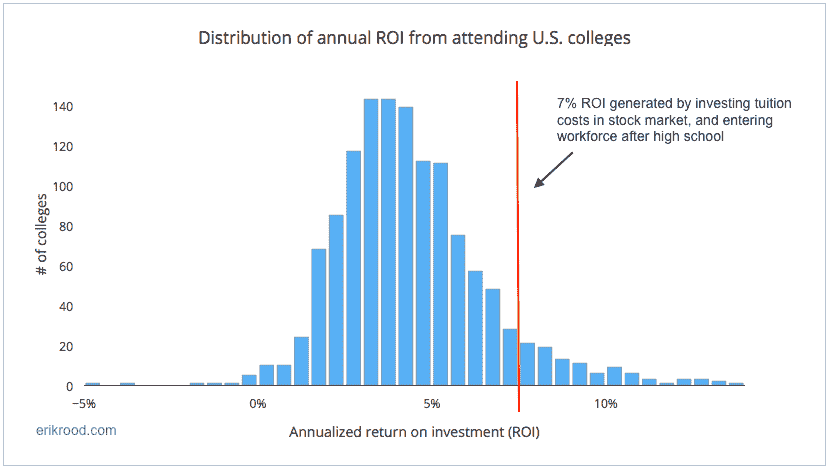 Distribution of annual ROI from attending U.S. colleges
7% ROI generated by investing tuition
costs in stock market, and entering
workforce after high school
# of colleges
140
120
100
80
60
40
20
0
−5%
0%
5%
10%
Annualized return on investment (ROI)
erikrood.com